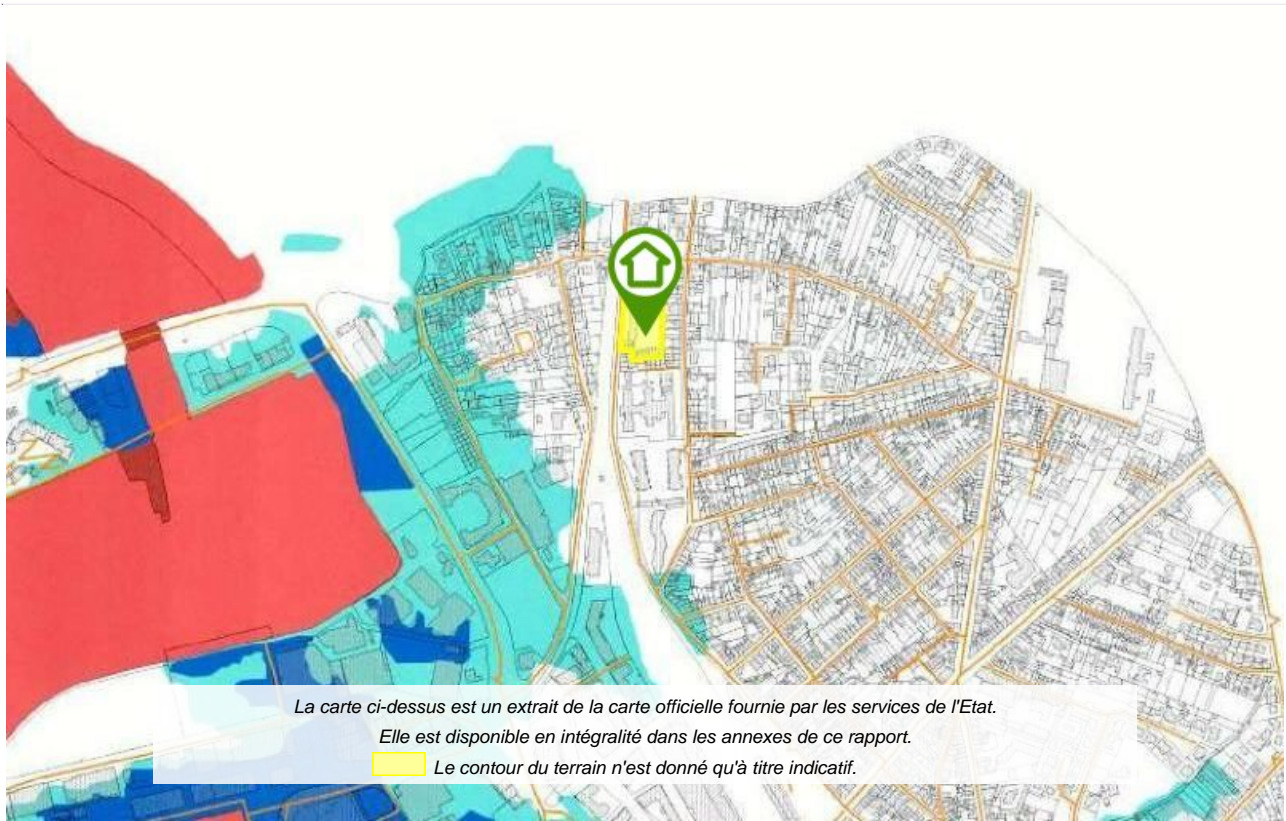 La carte ci-dessus est un extrait de la carte officielle fournie par les services de l'Etat.
Elle est disponible en intégralité dans les annexes de ce rapport.
Le contour du terrain n'est donné qu'à titre indicatif.